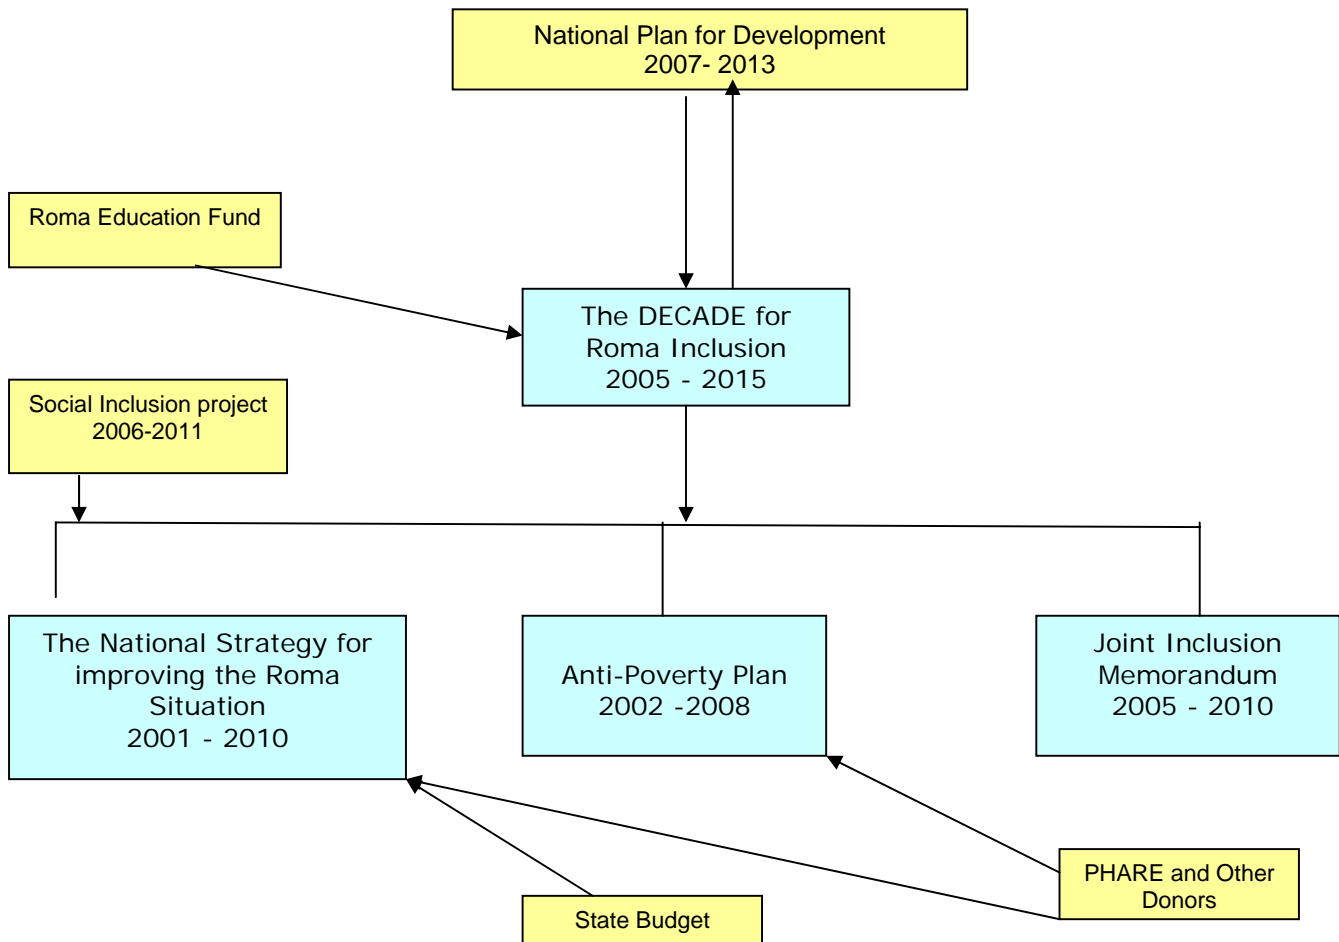 National Plan for Development
2007- 2013
Roma Education Fund
The DECADE for
Roma Inclusion
2005 - 2015
Social Inclusion project
2006-2011
The National Strategy for
improving the Roma
Situation
2001 - 2010
Anti-Poverty Plan
2002 -2008
Joint Inclusion
Memorandum
2005 - 2010
PHARE and Other
Donors
State Budget